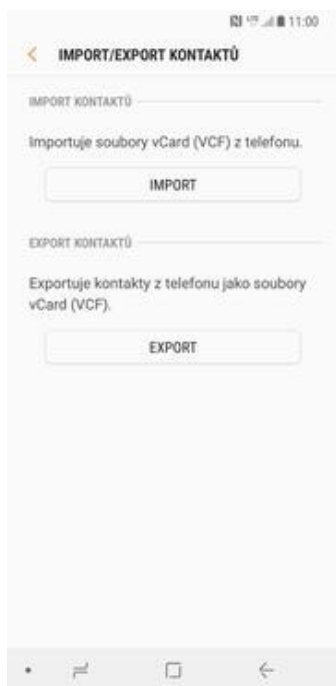 11:00
IMPORT/EXPORT KONTAKTŮ
IMPORT KONTAKTŮ
Importuje soubory vCard (VCF) z telefonu.
IMPORT
EXPORT KONTAKTŮ
Exportuje kontakty z telefonu jako soubory
vCard (VCF).
EXPORT